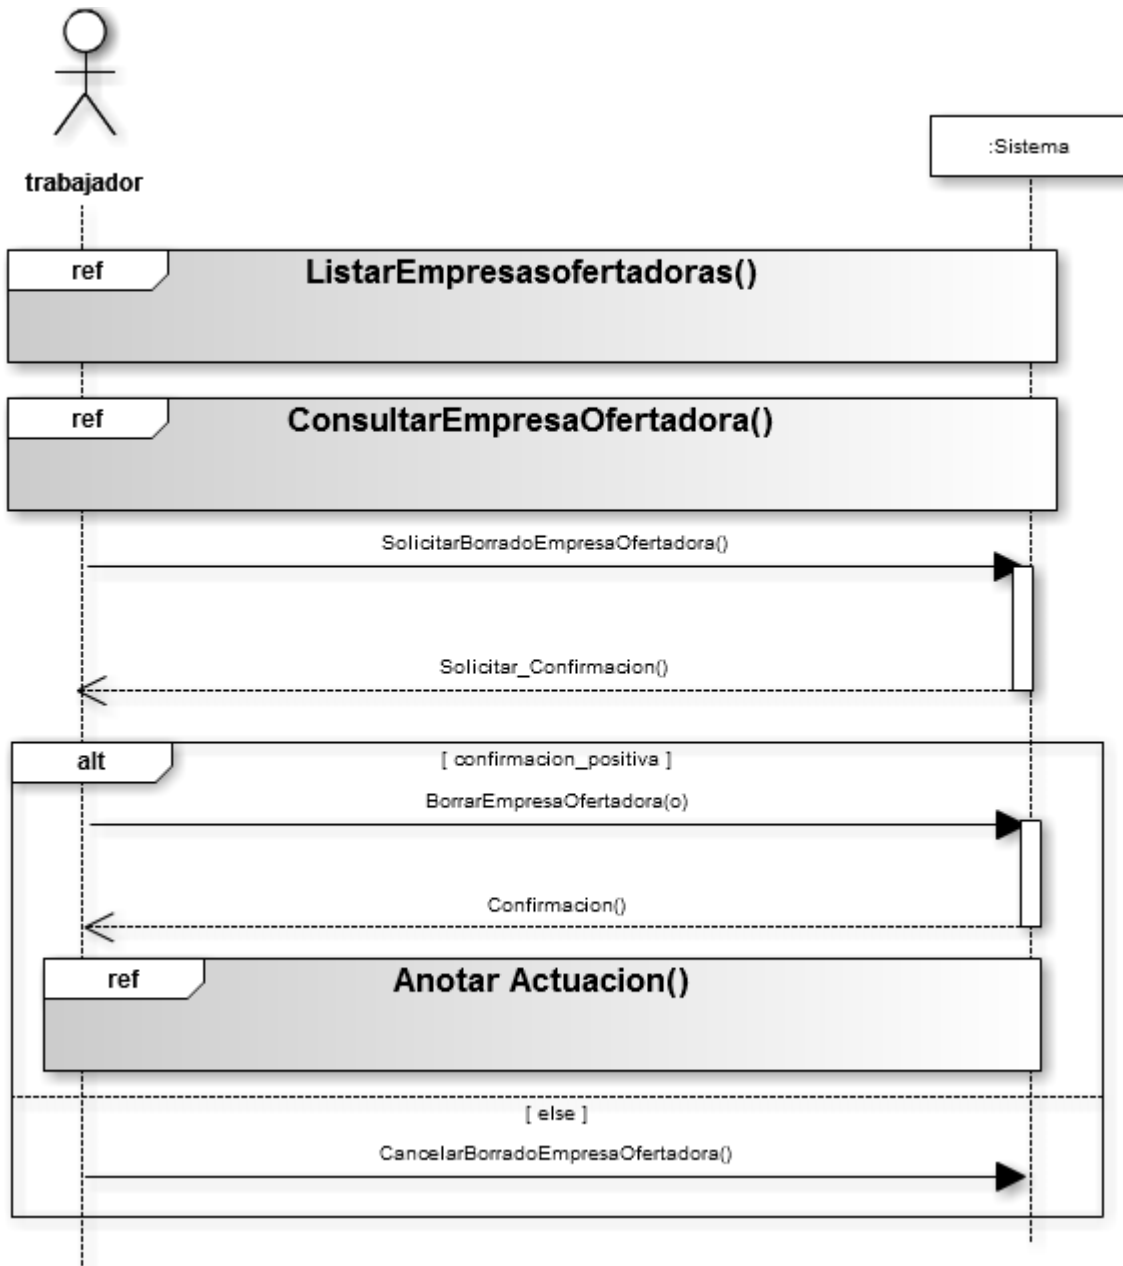 :Sistema
trabajador
ref
ListarEmpresasofertadoras()
ref
ConsultarEmpresaOfertadora()
SolicitarBorradoEmpresaOfertadora()
Solicitar_Confirmacion()
alt
[ confirmacion_positiva ]
BorrarEmpresaOfertadora(o)
Confirmacion()
ref
Anotar Actuacion()
[ else ]
CancelarBorradoEmpresaOfertadora()